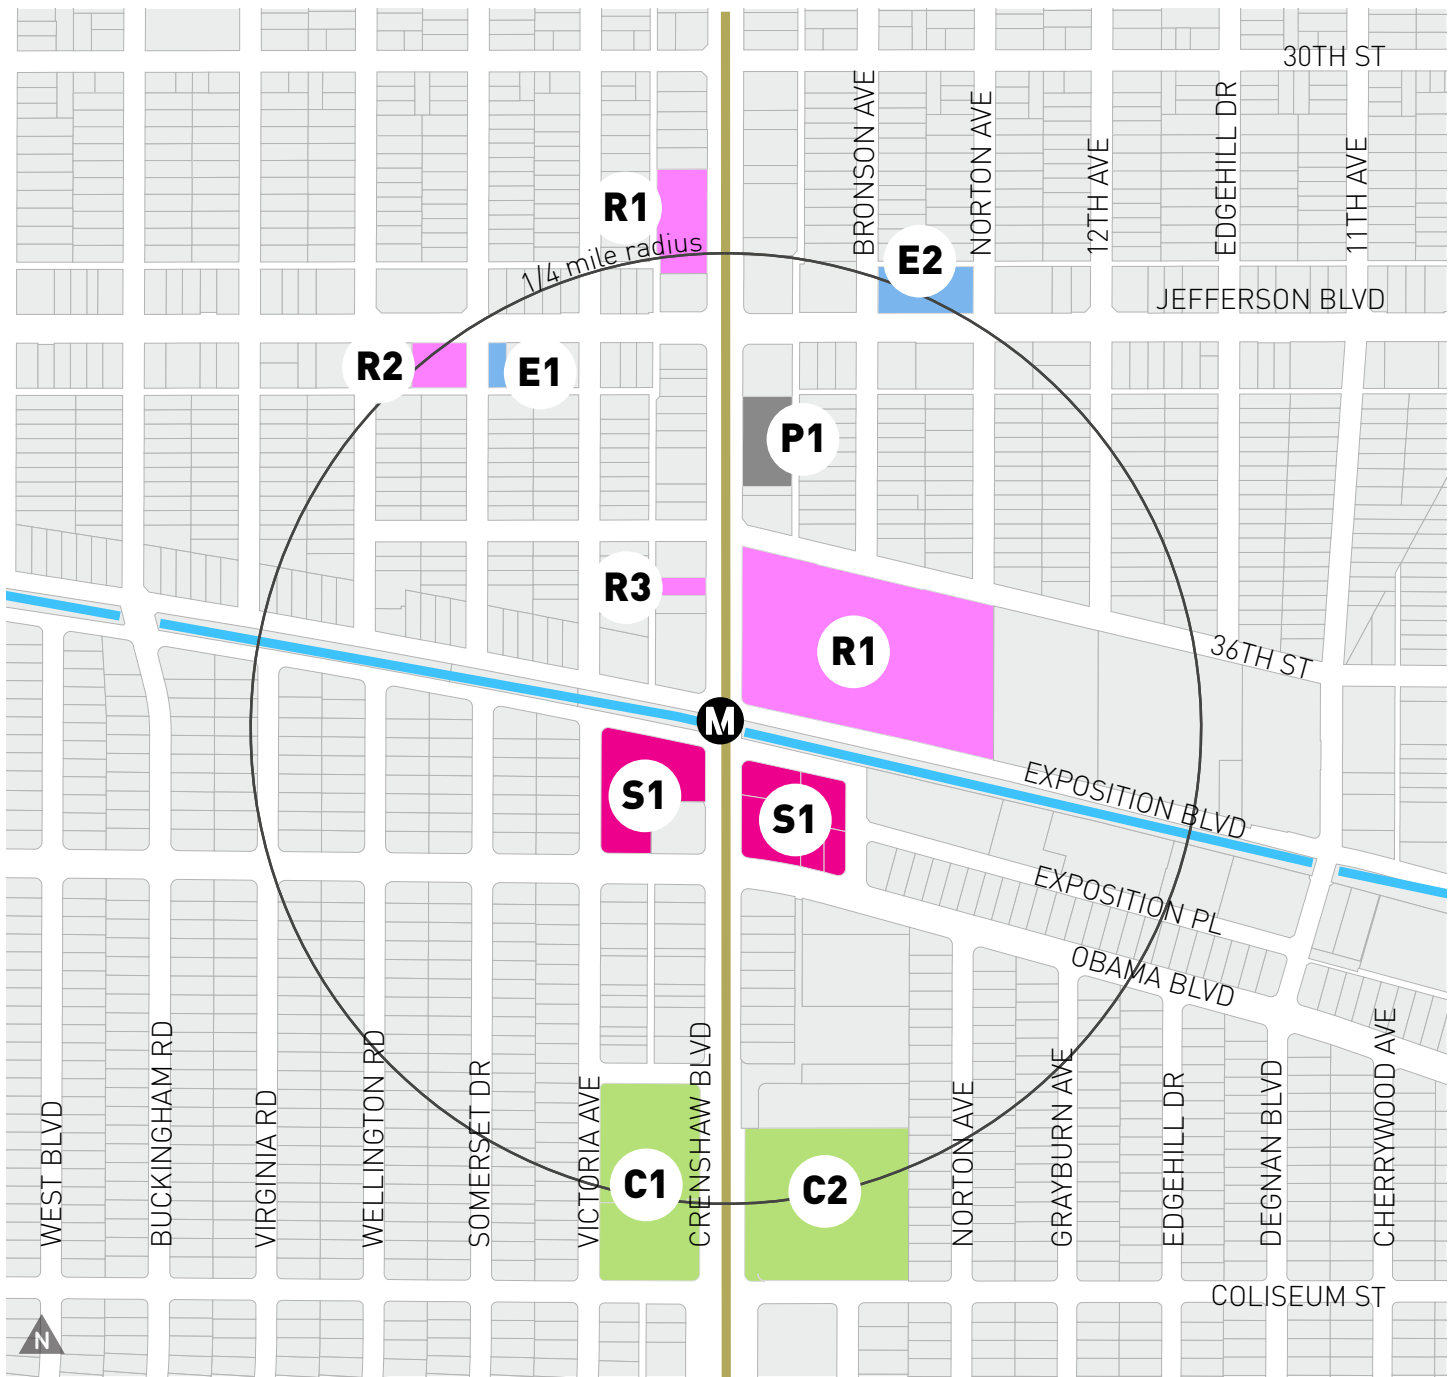 30TH ST
BRONSON AVE
NORTON AVE
12TH AVE
EDGEHILL DR
11TH AVE
R1
1/4 mile radius
E2
JEFFERSON BLVD
R2
E1
P1
R3
R1
36TH ST
M
S1
S1
EXPOSITION BLVD
EXPOSITION PL
OBAMA BLVD
WEST BLVD
BUCKINGHAM RD
VIRGINIA RD
WELLINGTON RD
SOMERSET DR
VICTORIA AVE
CRENSHAW BLVD
NORTON AVE
GRAYBURN AVE
EDGEHILL DR
DEGNAN BLVD
CHERRYWOOD AVE
C1
C2
COLISEUM ST
N